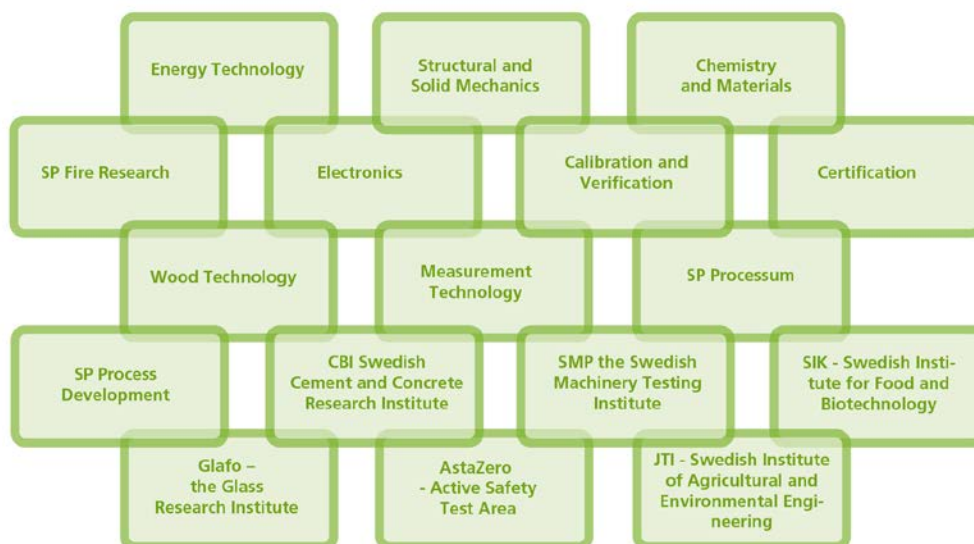 Energy Technology
Structural and
Solid Mechanics
Chemistry
and Materials
SP Fire Research
Electronics
Calibration and
Verification
Certification
Wood Technology
Measurement
Technology
SP Processum
SP Process
Development
CBI Swedish
Cement and Concrete
Research Institute
SMP the Swedish
Machinery Testing
Institute
SIK - Swedish Insti-
tute for Food and
Biotechnology
Glafo –
the Glass
Research Institute
AstaZero
- Active Safety
Test Area
JTI - Swedish Institute
of Agricultural and
Environmental Engi-
neering